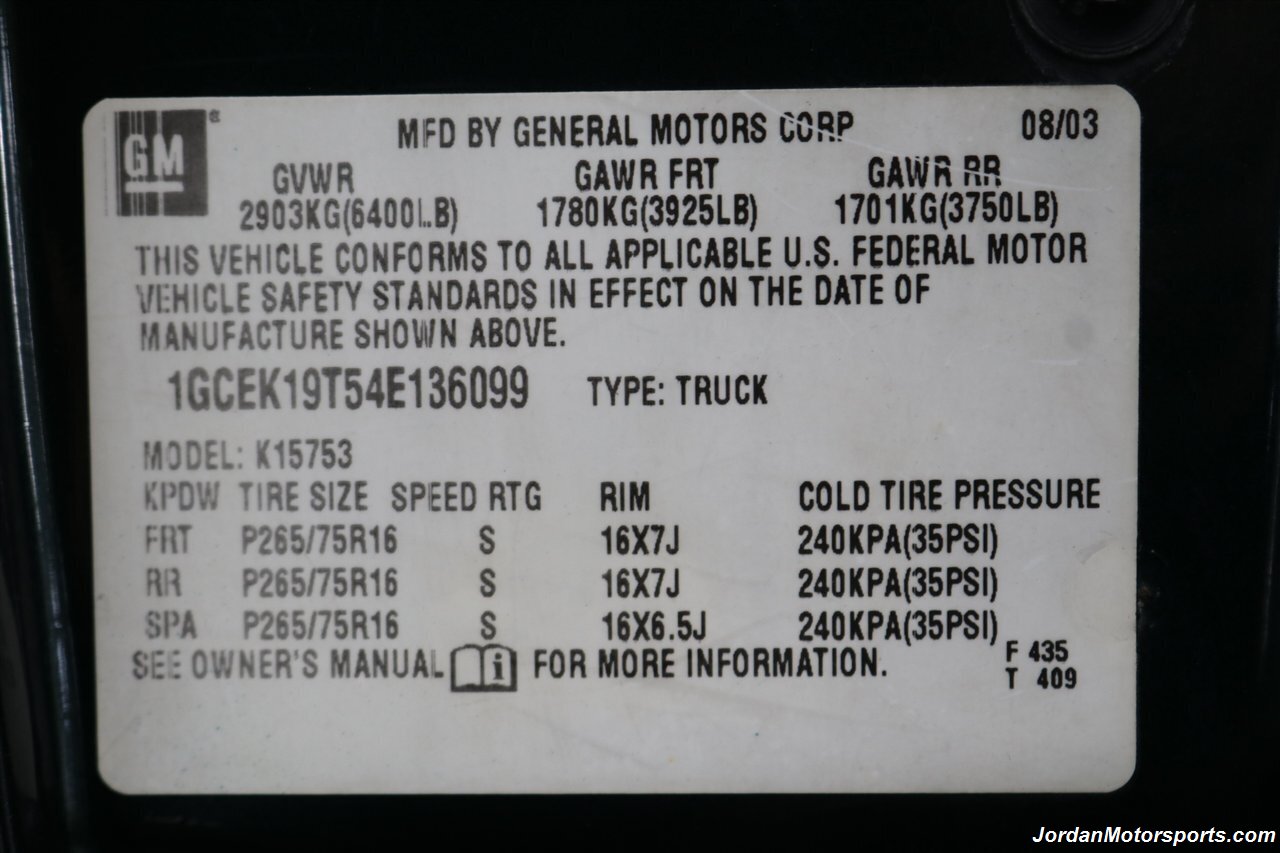 GM ® MFD BY GENERAL MOTORS CORP 08/03
GVWR GAWR FRT GAWR RR
2903KG(6400LB) 1780KG(3925LB) 1701KG(3750LB)
THIS VEHICLE CONFORMS TO ALL APPLICABLE U.S. FEDERAL MOTOR
VEHICLE SAFETY STANDARDS IN EFFECT ON THE DATE OF
MANUFACTURE SHOWN ABOVE.
1GCEK19T54E136099 TYPE: TRUCK
MODEL: K15753
KPDW TIRE SIZE SPEED RTG RIM COLD TIRE PRESSURE
FRT P265/75R16 S 16X7J 240KPA(35PSI)
RR P265/75R16 S 16X7J 240KPA(35PSI)
SPA P265/75R16 S 16X6.5J 240KPA(35PSI)
SEE OWNER'S MANUAL i FOR MORE INFORMATION. F 435
T 409
JordanMotorsports.com